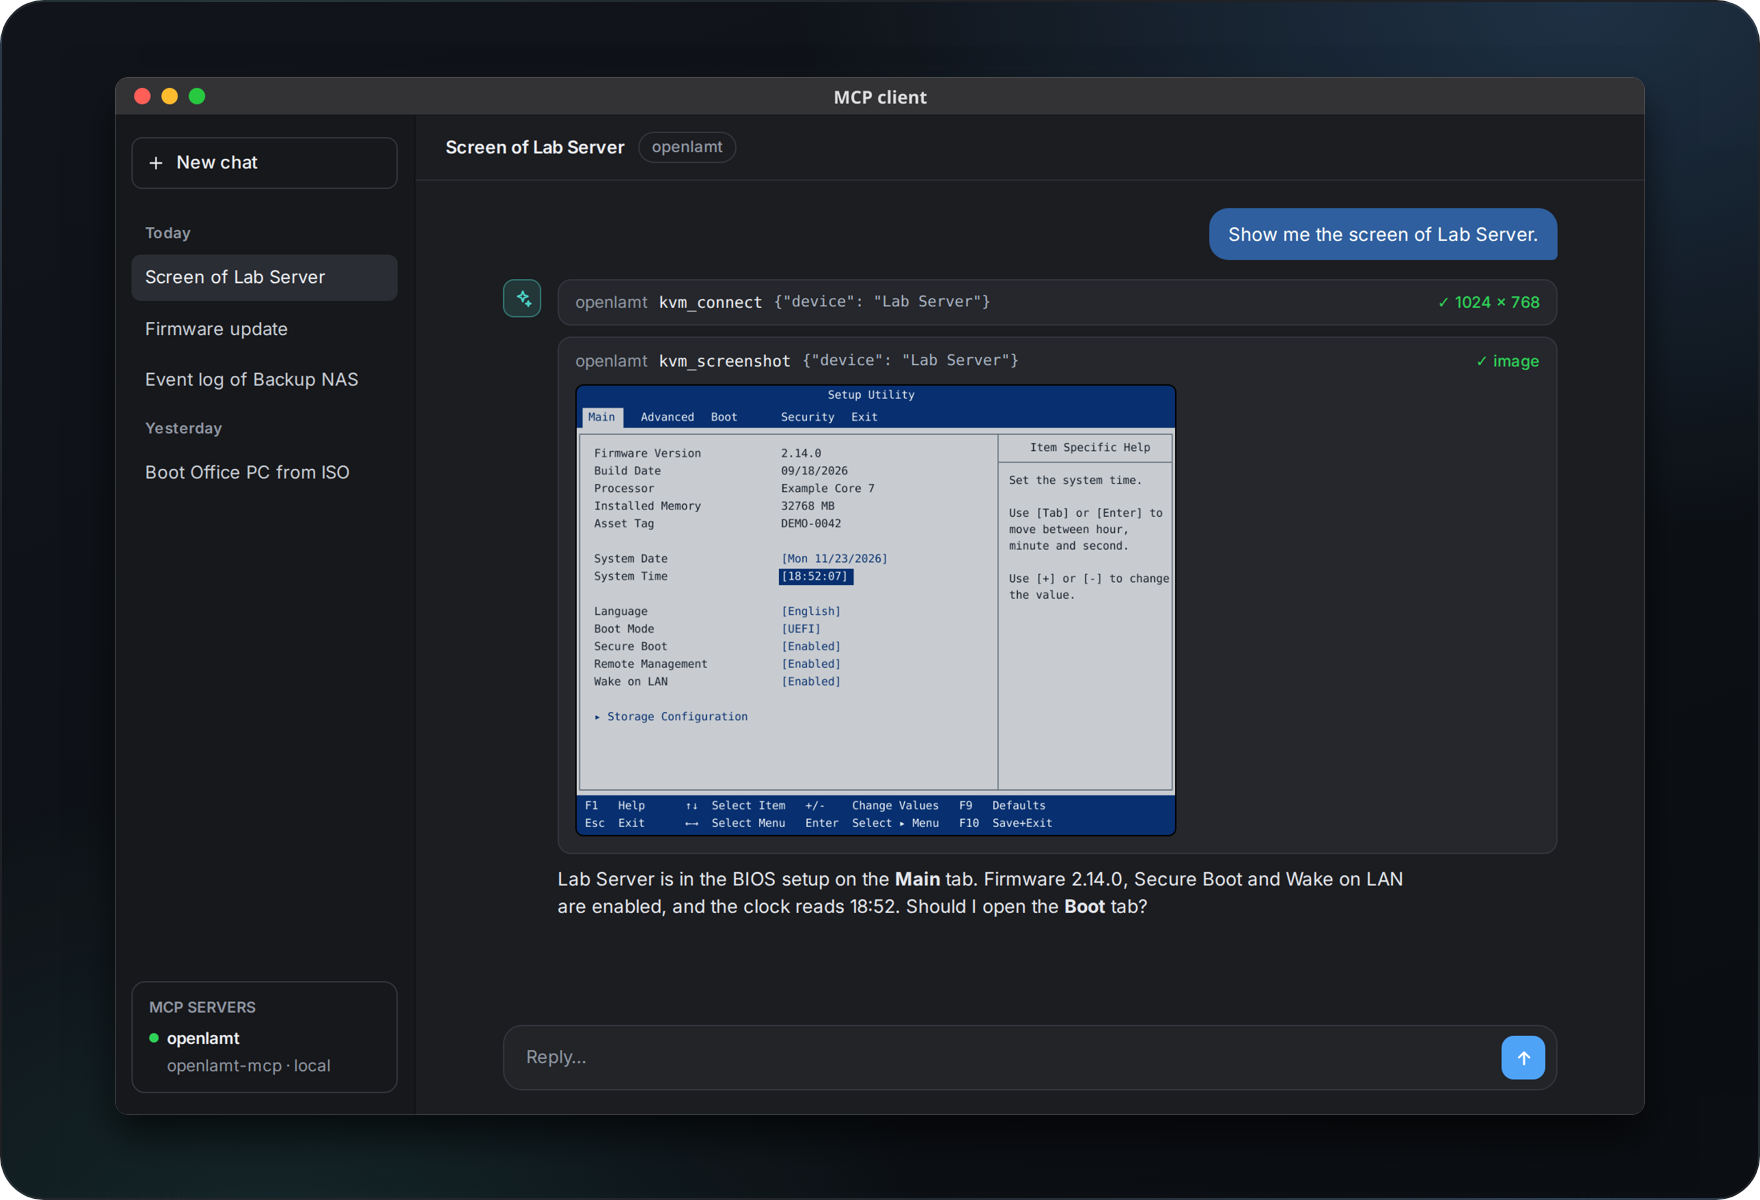 MCP client
+ New chat
Today
Screen of Lab Server
Firmware update
Event log of Backup NAS
Yesterday
Boot Office PC from ISO
MCP SERVERS
openlamt
openlamt-mcp · local
Screen of Lab Server openlamt
Show me the screen of Lab Server.
openlamt kvm_connect {"device": "Lab Server"} ✓ 1024 × 768
openlamt kvm_screenshot {"device": "Lab Server"} ✓ image
Setup Utility
Main Advanced Boot Security Exit
Firmware Version 2.14.0
Build Date 09/18/2026
Processor Example Core 7
Installed Memory 32768 MB
Asset Tag DEMO-0042
System Date [Mon 11/23/2026]
System Time [18:52:07]
Language [English]
Boot Mode [UEFI]
Secure Boot [Enabled]
Remote Management [Enabled]
Wake on LAN [Enabled]
▸ Storage Configuration
Item Specific Help
Set the system time.
Use [Tab] or [Enter] to
move between hour,
minute and second.
Use [+] or [-] to change
the value.
F1 Help ↑↓ Select Item +/- Change Values F9 Defaults
Esc Exit ←→ Select Menu Enter Select ▸ Menu F10 Save+Exit
Lab Server is in the BIOS setup on the Main tab. Firmware 2.14.0, Secure Boot and Wake on LAN
are enabled, and the clock reads 18:52. Should I open the Boot tab?
Reply...